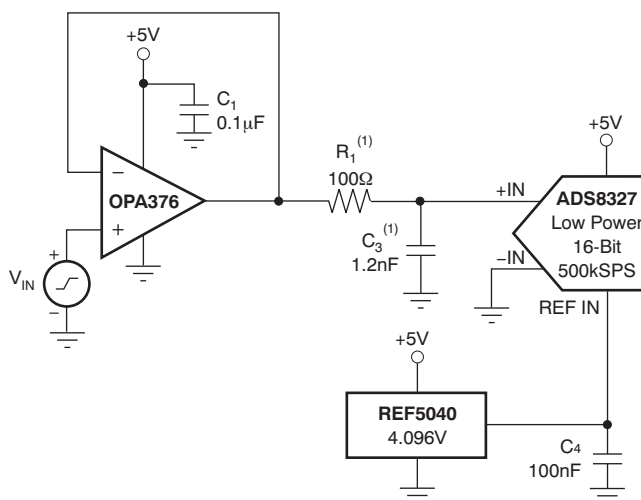 +5V
C1
0.1μF
R1(1)
100Ω
+5V
−
OPA376
+
+IN
ADS8327
Low Power
16-Bit
500kSPS
C3(1)
1.2nF
−IN
+
VIN
−
REF IN
+5V
REF5040
4.096V
C4
100nF